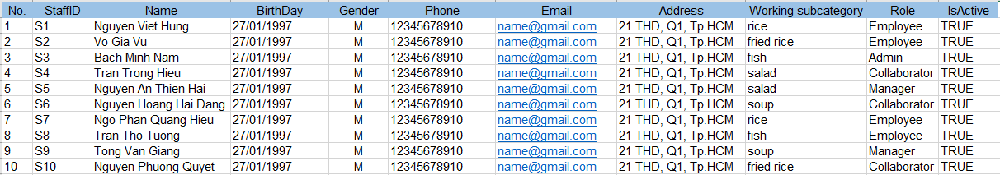 No. StaffID Name BirthDay Gender Phone Email Address Working subcategory Role IsActive
1 S1 Nguyen Viet Hung 27/01/1997 M 12345678910 name@gmail.com 21 THD, Q1, Tp.HCM rice Employee TRUE
2 S2 Vo Gia Vu 27/01/1997 M 12345678910 name@gmail.com 21 THD, Q1, Tp.HCM fried rice Employee TRUE
3 S3 Bach Minh Nam 27/01/1997 M 12345678910 name@gmail.com 21 THD, Q1, Tp.HCM fish Admin TRUE
4 S4 Tran Trong Hieu 27/01/1997 M 12345678910 name@gmail.com 21 THD, Q1, Tp.HCM salad Collaborator TRUE
5 S5 Nguyen An Thien Hai 27/01/1997 M 12345678910 name@gmail.com 21 THD, Q1, Tp.HCM salad Manager TRUE
6 S6 Nguyen Hoang Hai Dang 27/01/1997 M 12345678910 name@gmail.com 21 THD, Q1, Tp.HCM soup Collaborator TRUE
7 S7 Ngo Phan Quang Hieu 27/01/1997 M 12345678910 name@gmail.com 21 THD, Q1, Tp.HCM rice Employee TRUE
8 S8 Tran Tho Tuong 27/01/1997 M 12345678910 name@gmail.com 21 THD, Q1, Tp.HCM fish Employee TRUE
9 S9 Tong Van Giang 27/01/1997 M 12345678910 name@gmail.com 21 THD, Q1, Tp.HCM soup Manager TRUE
10 S10 Nguyen Phuong Quyet 27/01/1997 M 12345678910 name@gmail.com 21 THD, Q1, Tp.HCM fried rice Collaborator TRUE